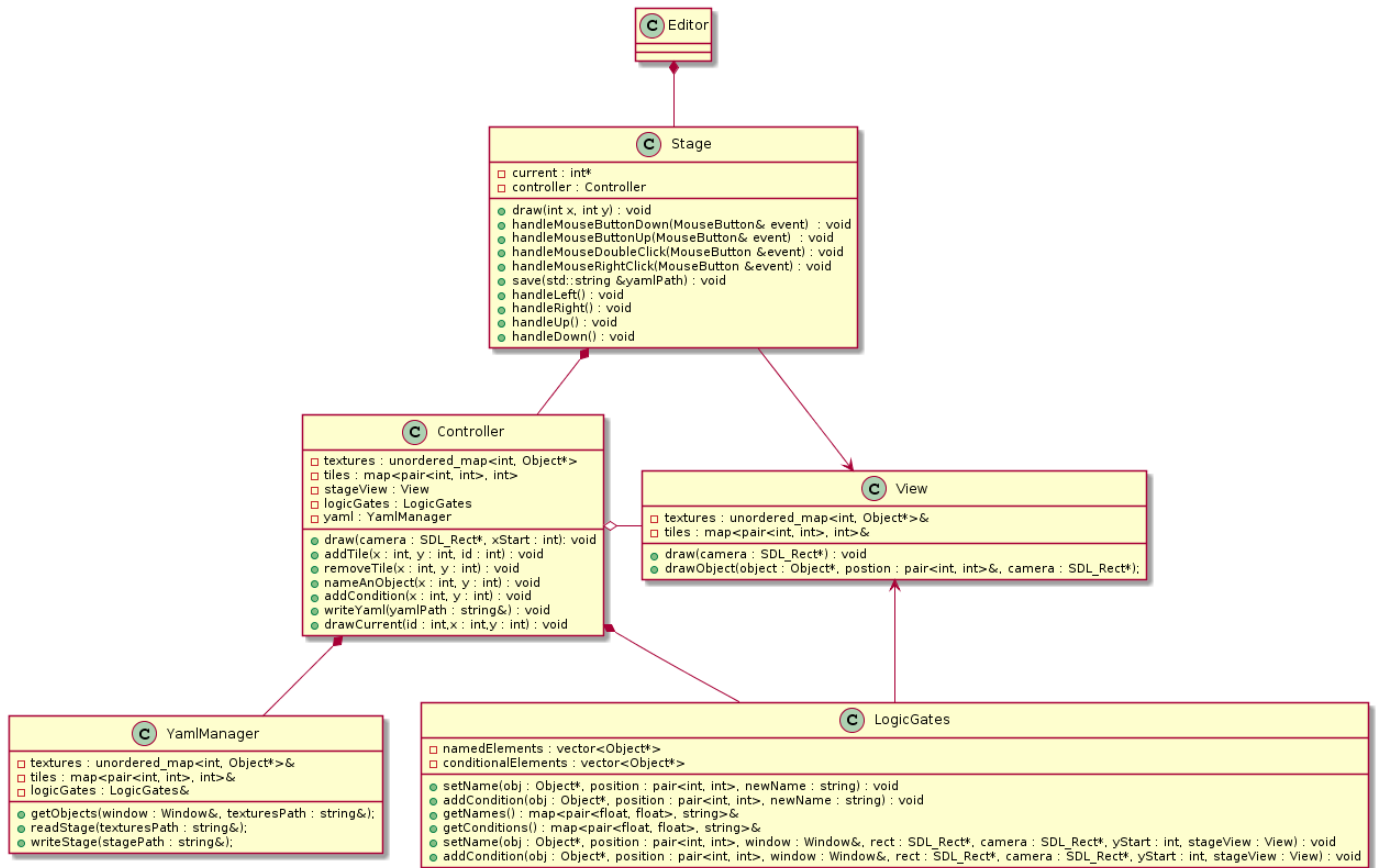 C Editor
C Stage
current : int*
controller : Controller
draw(int x, int y) : void
handleMouseButtonDown(MouseButton& event)  : void
handleMouseButtonUp(MouseButton& event)  : void
handleMouseDoubleClick(MouseButton &event) : void
handleMouseRightClick(MouseButton &event) : void
save(std::string &yamlPath) : void
handleLeft() : void
handleRight() : void
handleUp() : void
handleDown() : void
C Controller
textures : unordered_map<int, Object*>
tiles : map<pair<int, int>, int>
stageView : View
logicGates : LogicGates
yaml : YamlManager
draw(camera : SDL_Rect*, xStart : int): void
addTile(x : int, y : int, id : int) : void
removeTile(x : int, y : int) : void
nameAnObject(x : int, y : int) : void
addCondition(x : int, y : int) : void
writeYaml(yamlPath : string&) : void
drawCurrent(id : int,x : int,y : int) : void
C View
textures : unordered_map<int, Object*>&
tiles : map<pair<int, int>, int>&
draw(camera : SDL_Rect*) : void
drawObject(object : Object*, postion : pair<int, int>&, camera : SDL_Rect*);
C YamlManager
textures : unordered_map<int, Object*>&
tiles : map<pair<int, int>, int>&
logicGates : LogicGates&
getObjects(window : Window&, texturesPath : string&);
readStage(texturesPath : string&);
writeStage(stagePath : string&);
C LogicGates
namedElements : vector<Object*>
conditionalElements : vector<Object*>
setName(obj : Object*, position : pair<int, int>, newName : string) : void
addCondition(obj : Object*, position : pair<int, int>, newName : string) : void
getNames() : map<pair<float, float>, string>&
getConditions() : map<pair<float, float>, string>&
setName(obj : Object*, position : pair<int, int>, window : Window&, rect : SDL_Rect*, camera : SDL_Rect*, yStart : int, stageView : View) : void
addCondition(obj : Object*, position : pair<int, int>, window : Window&, rect : SDL_Rect*, camera : SDL_Rect*, yStart : int, stageView : View) : void